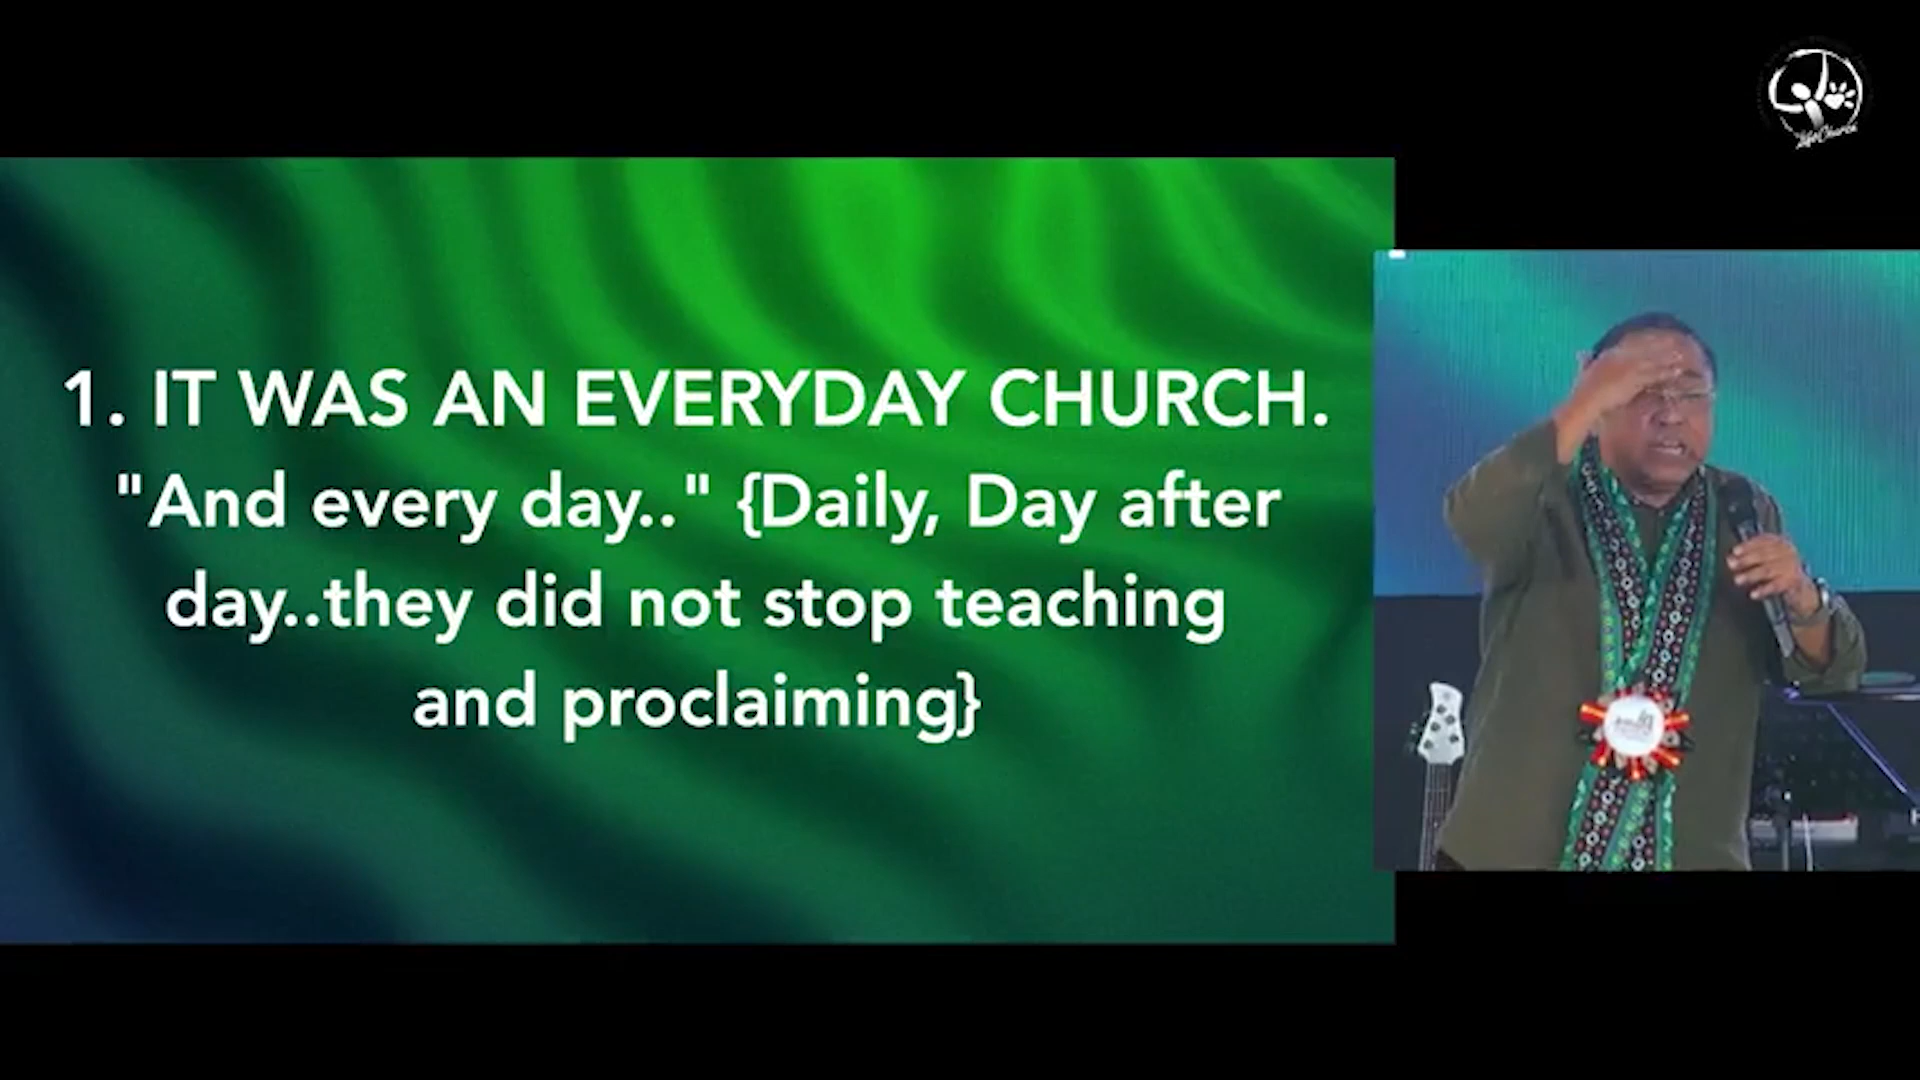 1. IT WAS AN EVERYDAY CHURCH.
"And every day.." {Daily, Day after
day..they did not stop teaching
and proclaiming}